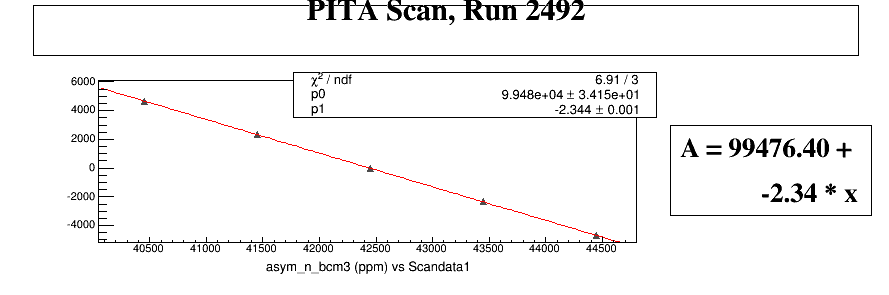 PITA Scan, Run 2492
χ² / ndf 6.91 / 3
p0 9.948e+04 ± 3.415e+01
p1 -2.344 ± 0.001
6000
4000
2000
0
-2000
-4000
40500 41000 41500 42000 42500 43000 43500 44000 44500
asym_n_bcm3 (ppm) vs Scandata1
A = 99476.40 +
-2.34 * x